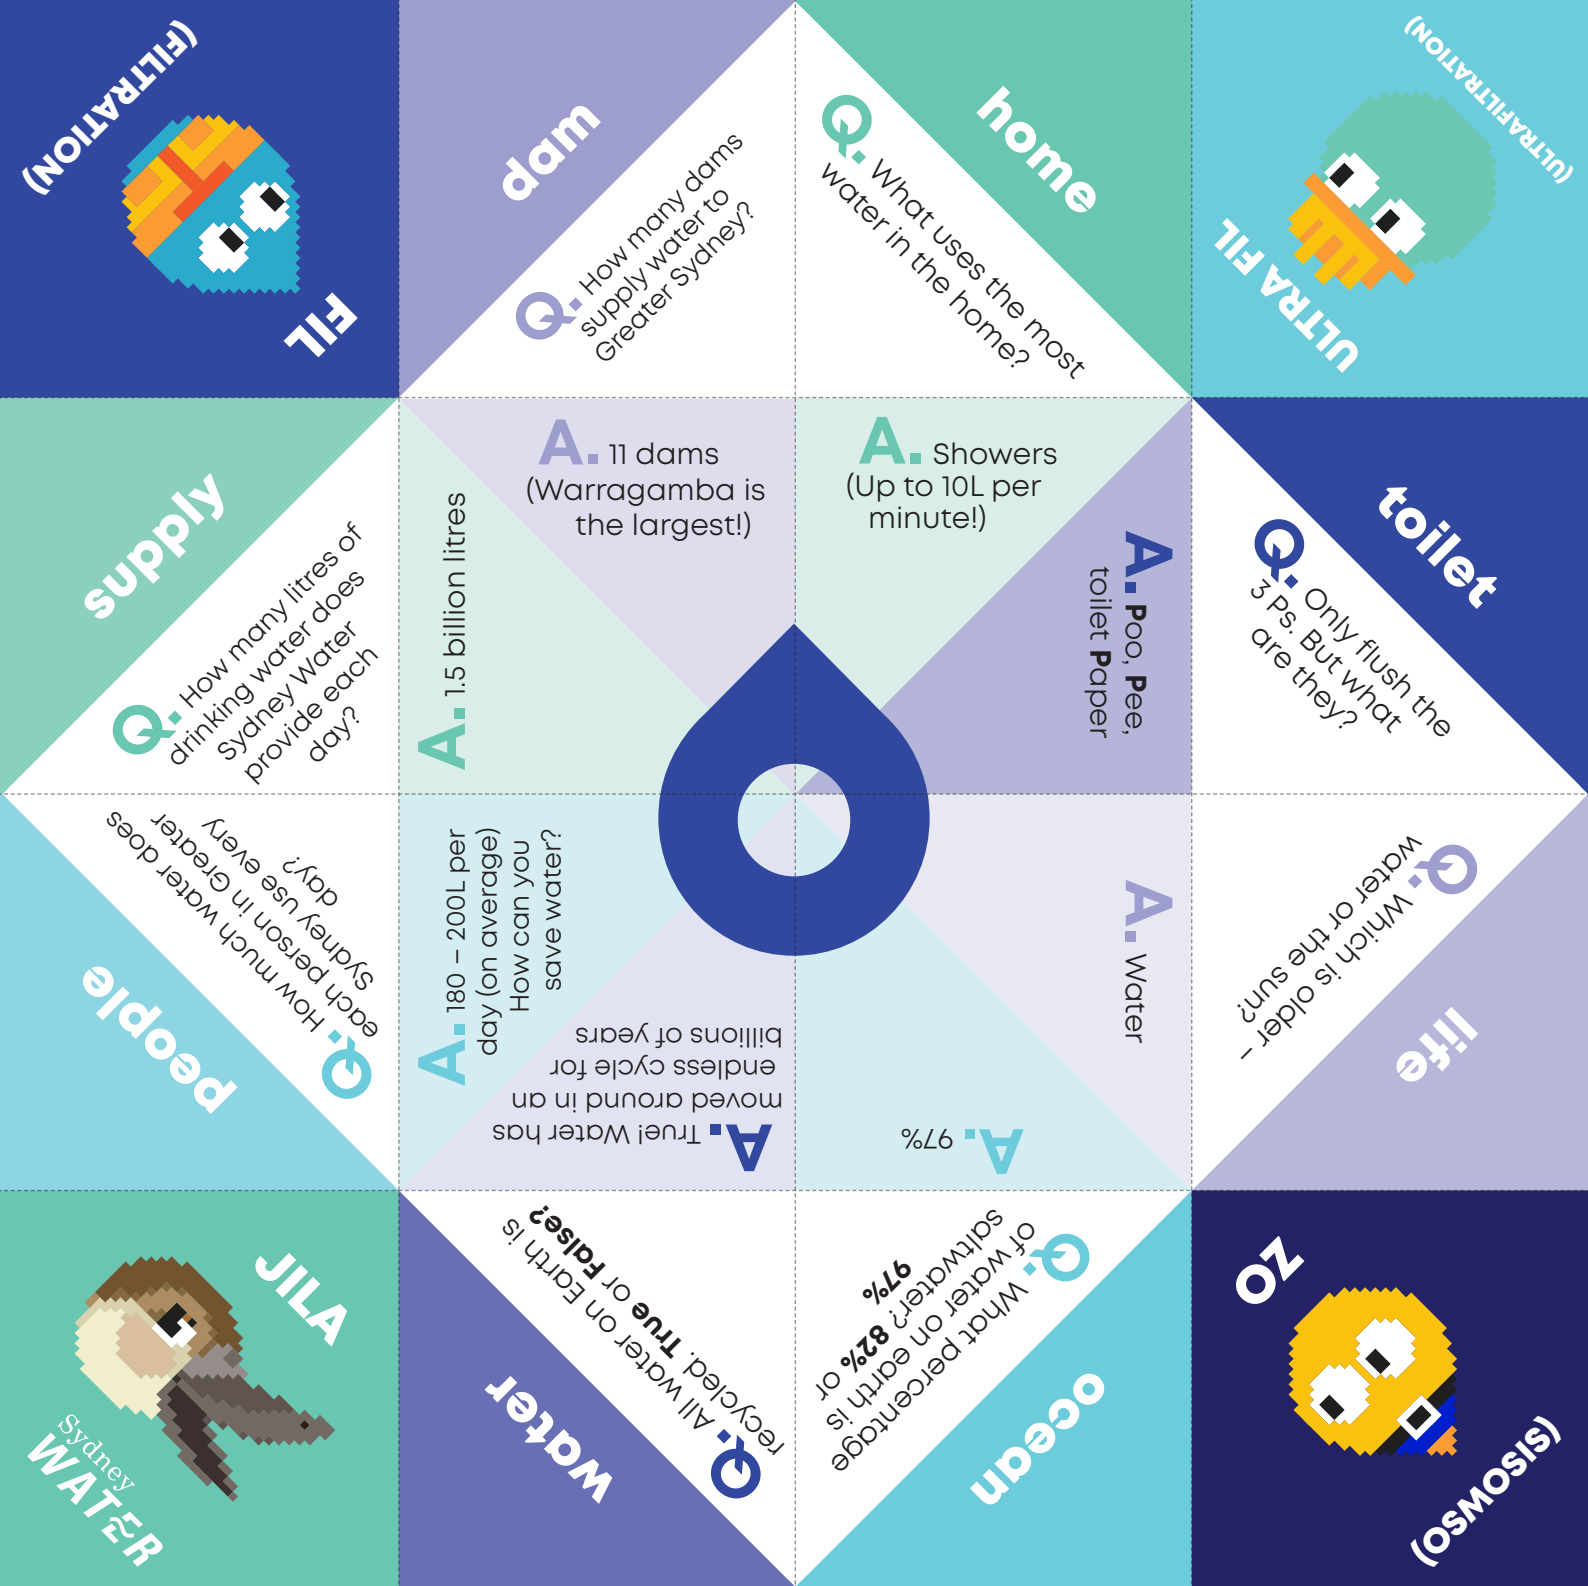 (FILTRATION)
FIL
dam
Q. How many dams
supply water to
Greater Sydney?
home
Q. What uses the most
water in the home?
(ULTRAFILTRATION)
ULTRA FIL
supply
Q. How many litres of
drinking water does
Sydney Water
provide each
day?
A. 1.5 billion litres
A. 11 dams
(Warragamba is
the largest!)
A. Showers
(Up to 10L per
minute!)
A. Poo, Pee,
toilet Paper
toilet
Q. Only flush the
3 Ps. But what
are they?
people
Q. How much water does
each person in Greater
Sydney use every
day?
A. 180 – 200L per
day (on average)
How can you
save water?
A. True! Water has
moved around in an
endless cycle for
billions of years
A. 97%
A. Water
life
Q. Which is older –
water or the sun?
JILA
Sydney
WATER
water
Q. All water on Earth is
recycled. True or False?
ocean
Q. What percentage
of water on earth is
saltwater? 82% or
97%
OZ
(OSMOSIS)